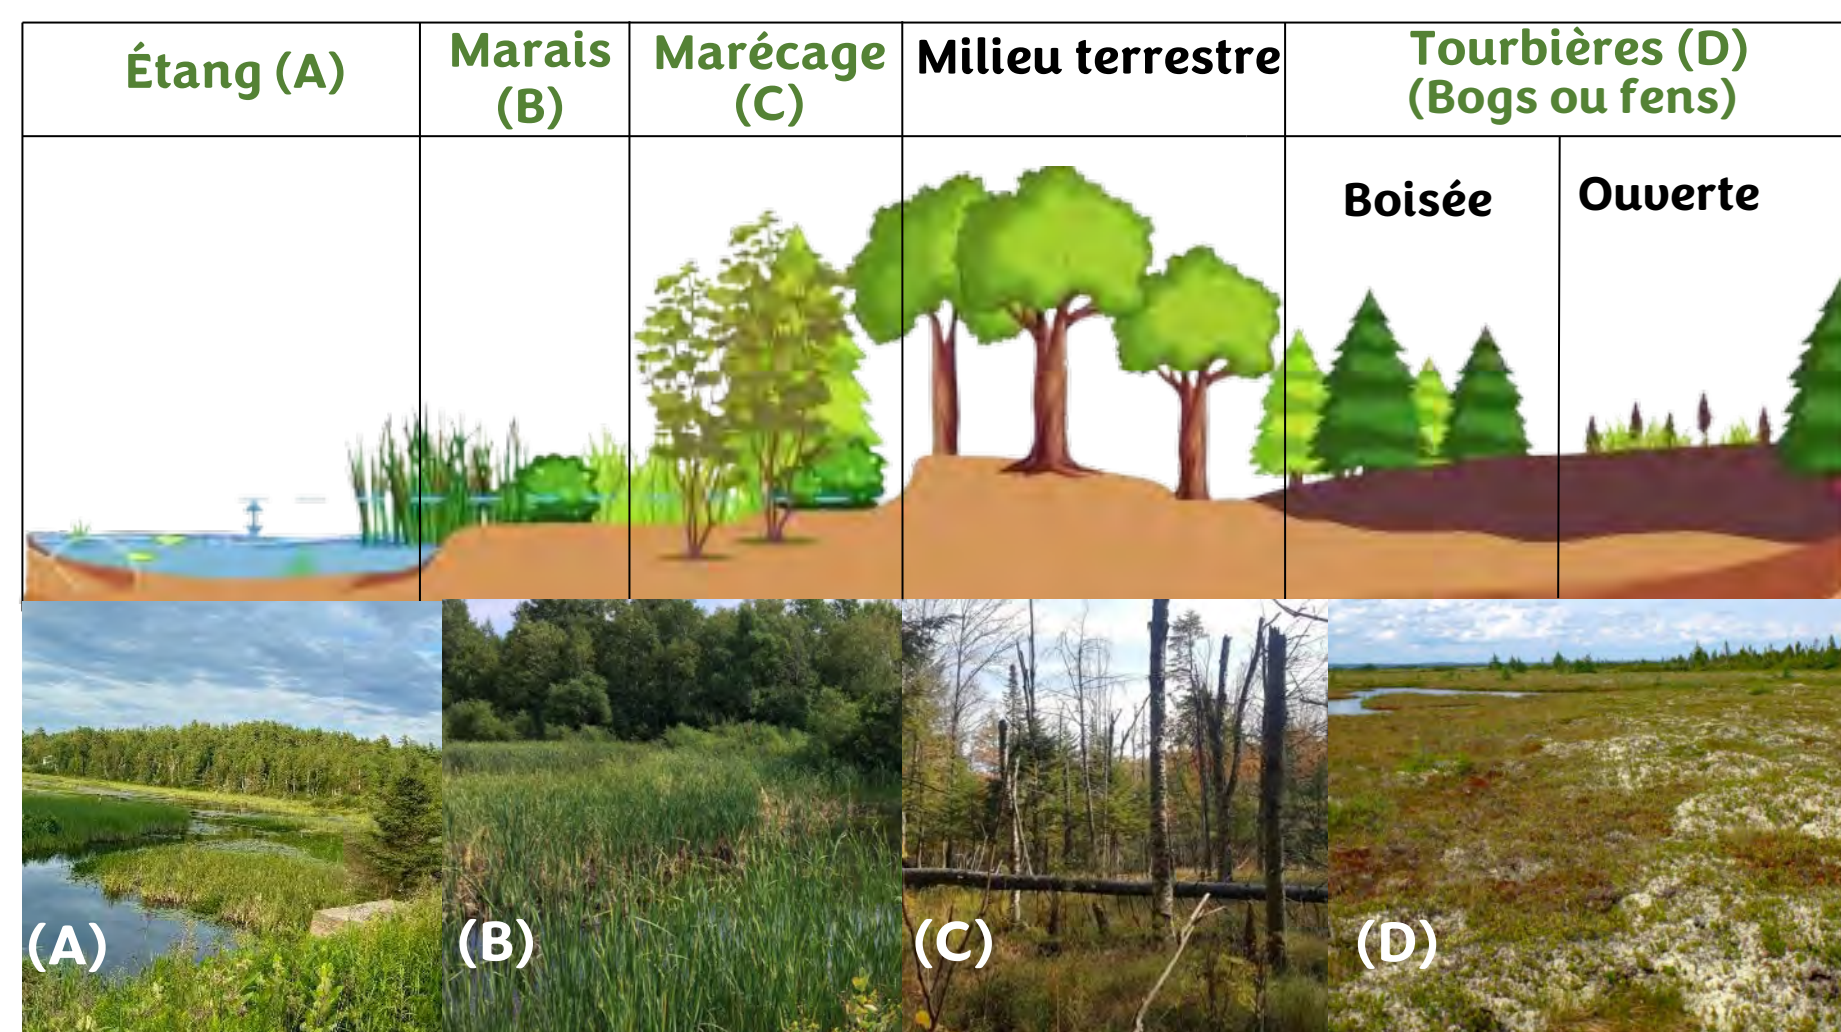 Étang (A)
Marais
(B)
Marécage
(C)
Milieu terrestre
Tourbières (D)
(Bogs ou fens)
Boisée
Ouverte
(A)
(B)
(C)
(D)